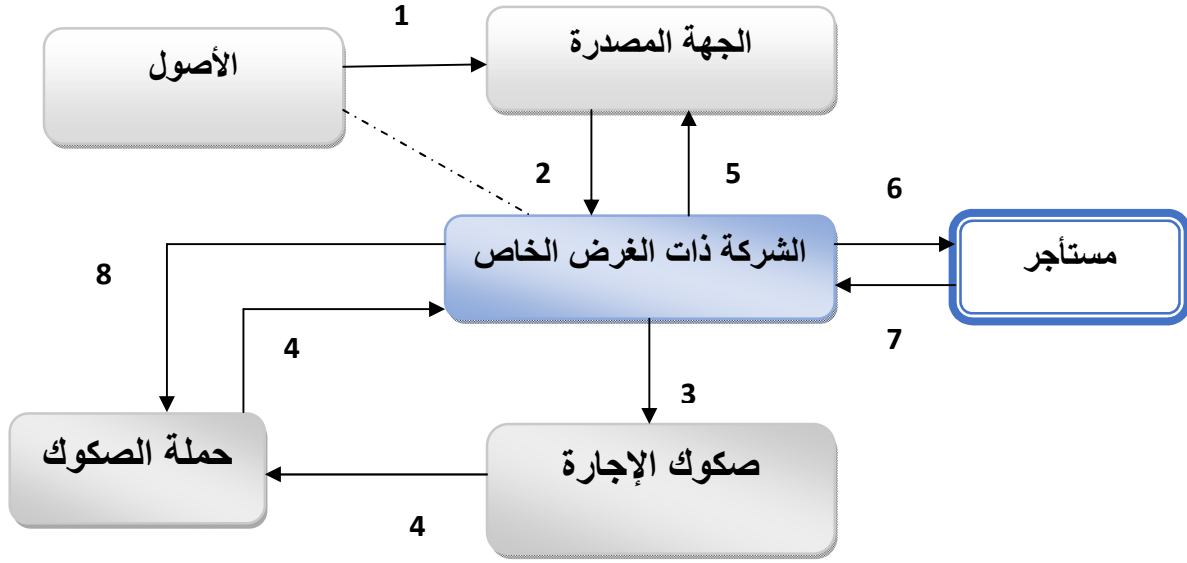 1
الأصول
الجهة المصدرة
2
5
6
الشركة ذات الغرض الخاص
مستأجر
8
4
7
3
حملة الصكوك
صكوك الإجارة
4